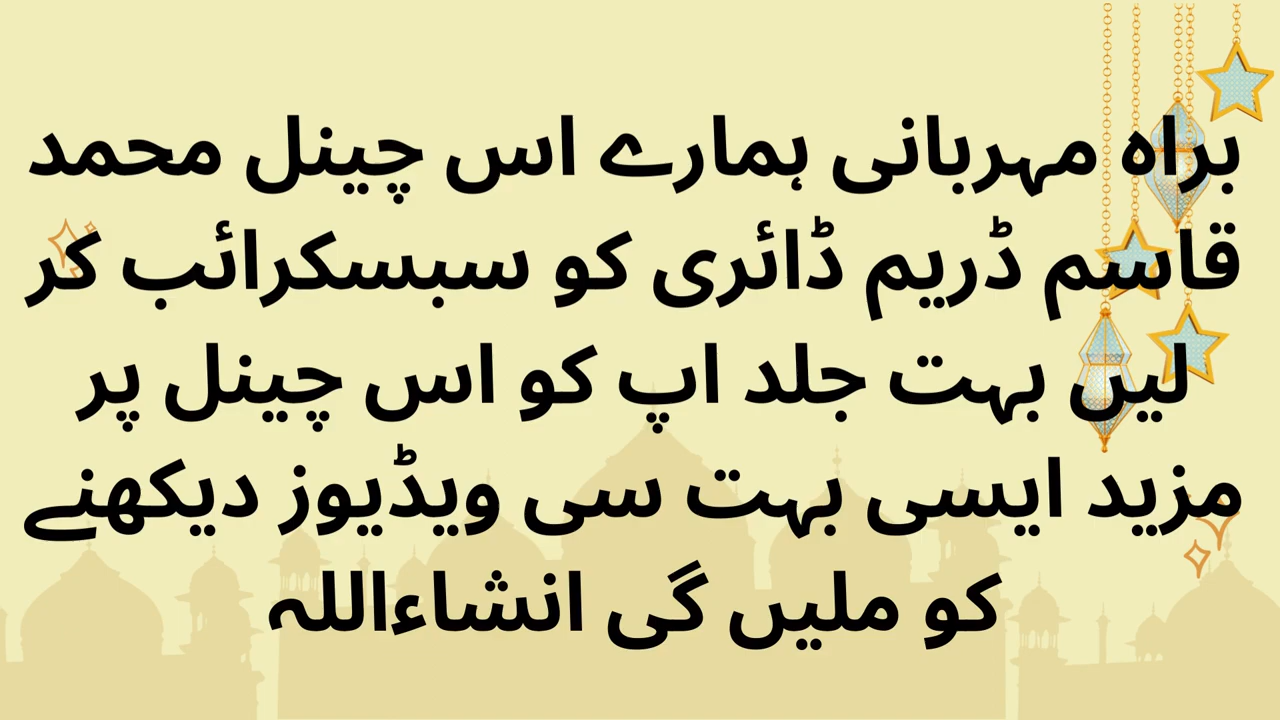 براہ مہربانی ہمارے اس چینل محمد
قاسم ڈریم ڈائری کو سبسکرائب کر
لیں بہت جلد اپ کو اس چینل پر
مزید ایسی بہت سی ویڈیوز دیکھنے
کو ملیں گی انشاءاللہ